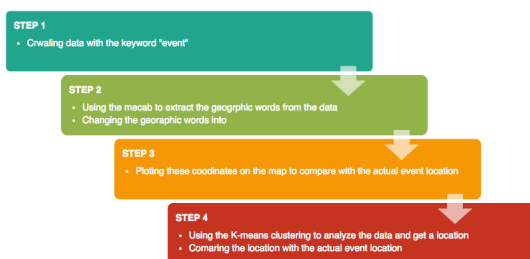 STEP 1
• Crwaling data with the keyword "event"
STEP 2
• Using the mecab to extract the geogrphic words from the data
• Changing the georaphic words into
STEP 3
• Ploting these coodinates on the map to compare with the actual event location
STEP 4
• Using the K-means clustering to analyze the data and get a location
• Comaring the location with the actual event location